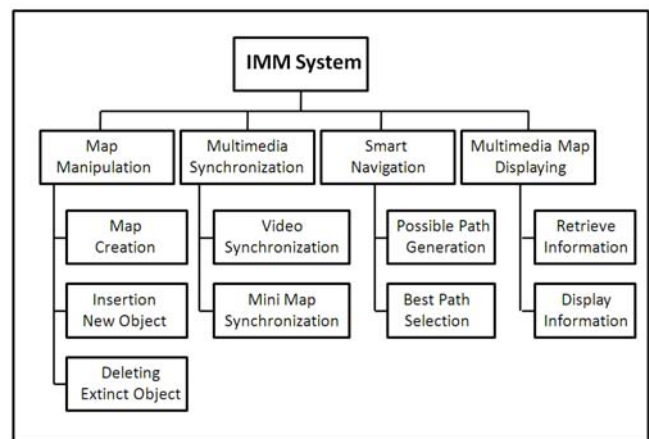 IMM System
Map
Manipulation
Multimedia
Synchronization
Smart
Navigation
Multimedia Map
Displaying
Map
Creation
Insertion
New Object
Deleting
Extinct Object
Video
Synchronization
Mini Map
Synchronization
Possible Path
Generation
Best Path
Selection
Retrieve
Information
Display
Information